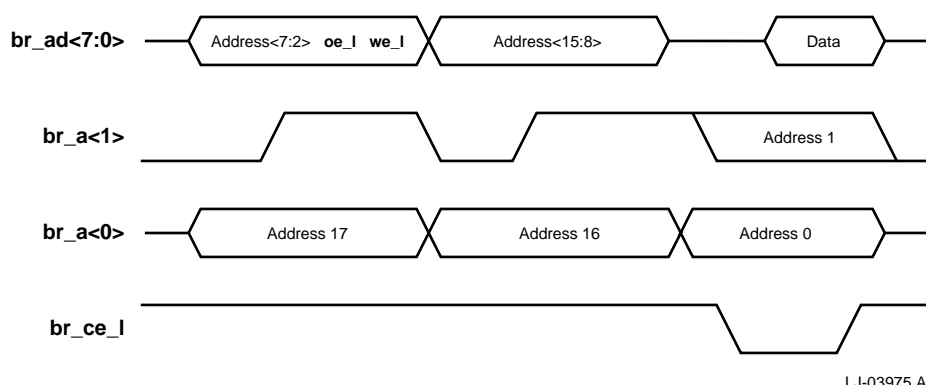 br_ad<7:0> Address<7:2> oe_l we_l Address<15:8> Data
br_a<1> Address 1
br_a<0> Address 17 Address 16 Address 0
br_ce_l
LJ-03975.A